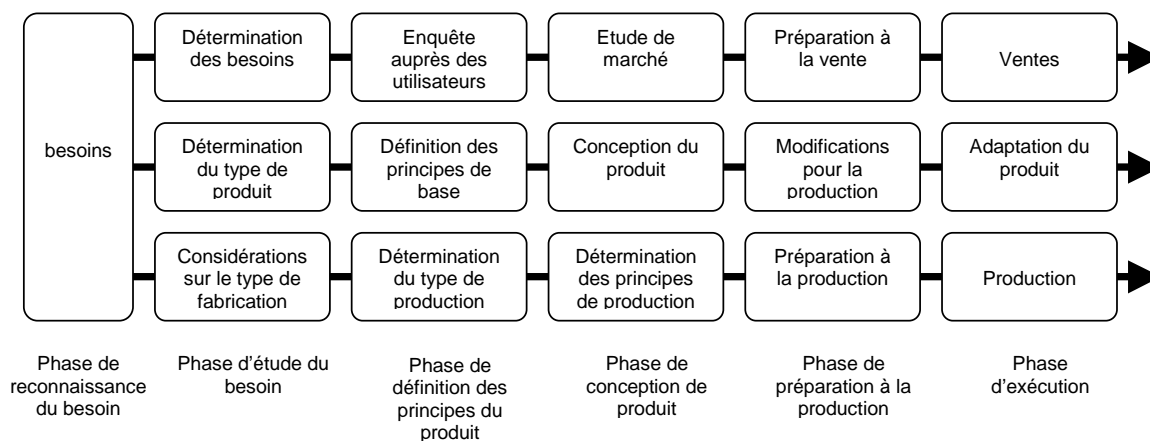 besoins
Détermination
des besoins
Enquête
auprès des
utilisateurs
Etude de
marché
Préparation à
la vente
Ventes
Détermination
du type de
produit
Définition des
principes de
base
Conception du
produit
Modifications
pour la
production
Adaptation du
produit
Considérations
sur le type de
fabrication
Détermination
du type de
production
Détermination
des principes
de production
Préparation à
la production
Production
Phase de
reconnaissance
du besoin
Phase d'étude du
besoin
Phase de
définition des
principes du
produit
Phase de
conception de
produit
Phase de
préparation à la
production
Phase
d'exécution